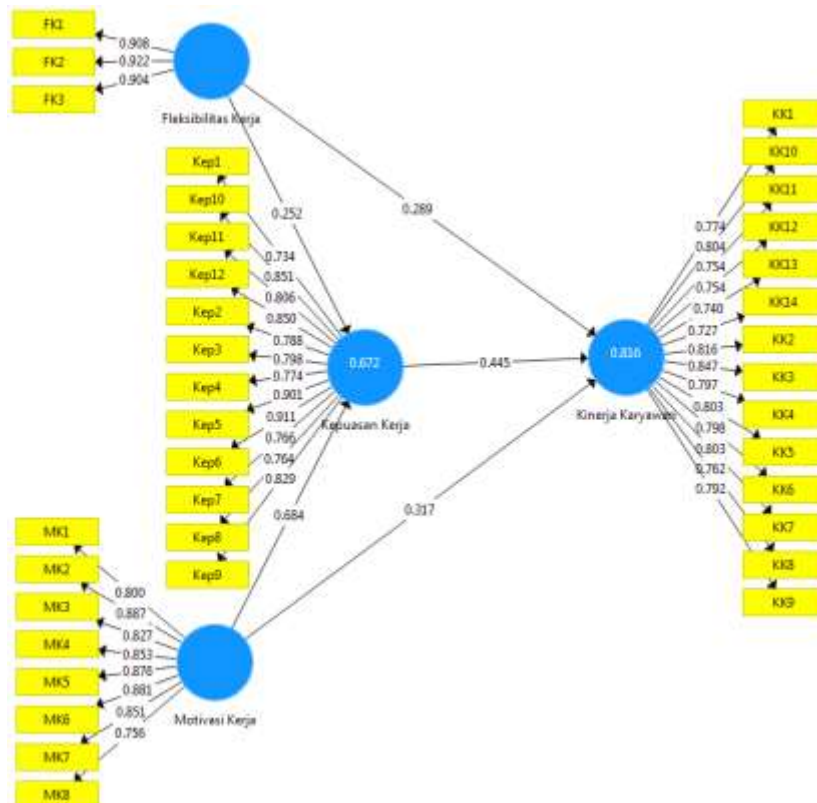 FK1
FK2
FK3
0.908
0.922
0.904
Fleksibilitas Kerja
0.252
0.289
Kep1
Kep10
Kep11
Kep12
Kep2
Kep3
Kep4
Kep5
Kep6
Kep7
Kep8
Kep9
0.734
0.851
0.806
0.850
0.788
0.798
0.774
0.901
0.911
0.766
0.764
0.829
0.672
Kepuasan Kerja
0.445
0.684
0.317
MK1
MK2
MK3
MK4
MK5
MK6
MK7
MK8
0.800
0.887
0.827
0.853
0.876
0.881
0.851
0.756
Motivasi Kerja
0.816
Kinerja Karyawan
0.774
0.804
0.754
0.754
0.740
0.727
0.816
0.847
0.797
0.803
0.798
0.803
0.762
0.792
KK1
KK10
KK11
KK12
KK13
KK14
KK2
KK3
KK4
KK5
KK6
KK7
KK8
KK9